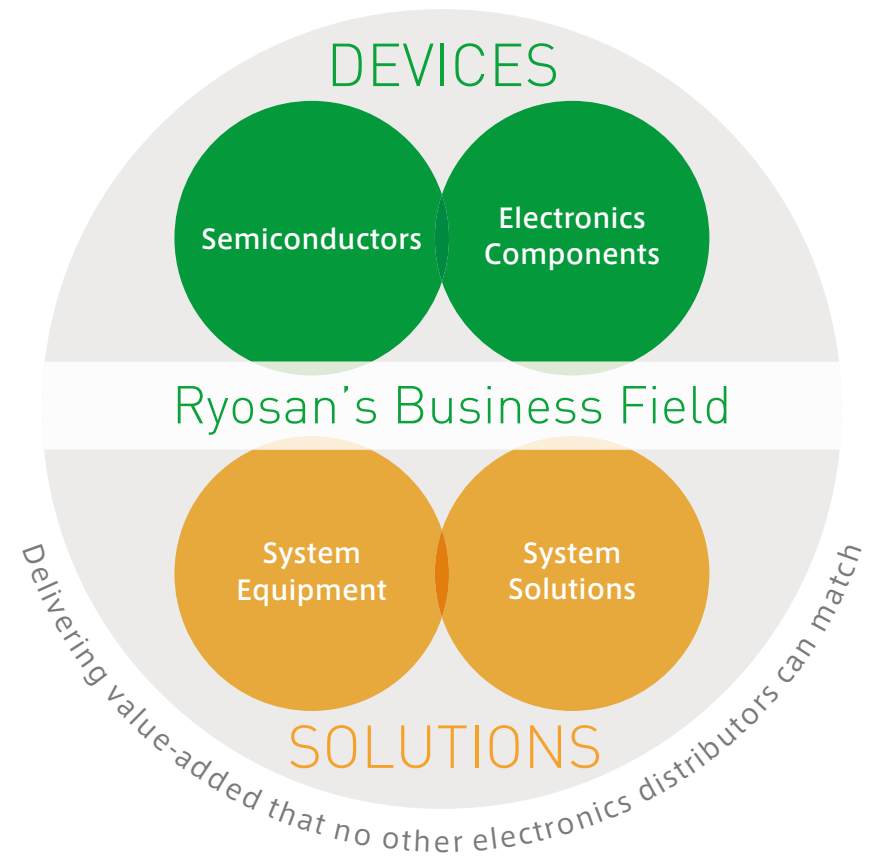 DEVICES
Semiconductors
Electronics
Components
Ryosan’s Business Field
System
Equipment
System
Solutions
SOLUTIONS
Delivering value-added that no other electronics distributors can match